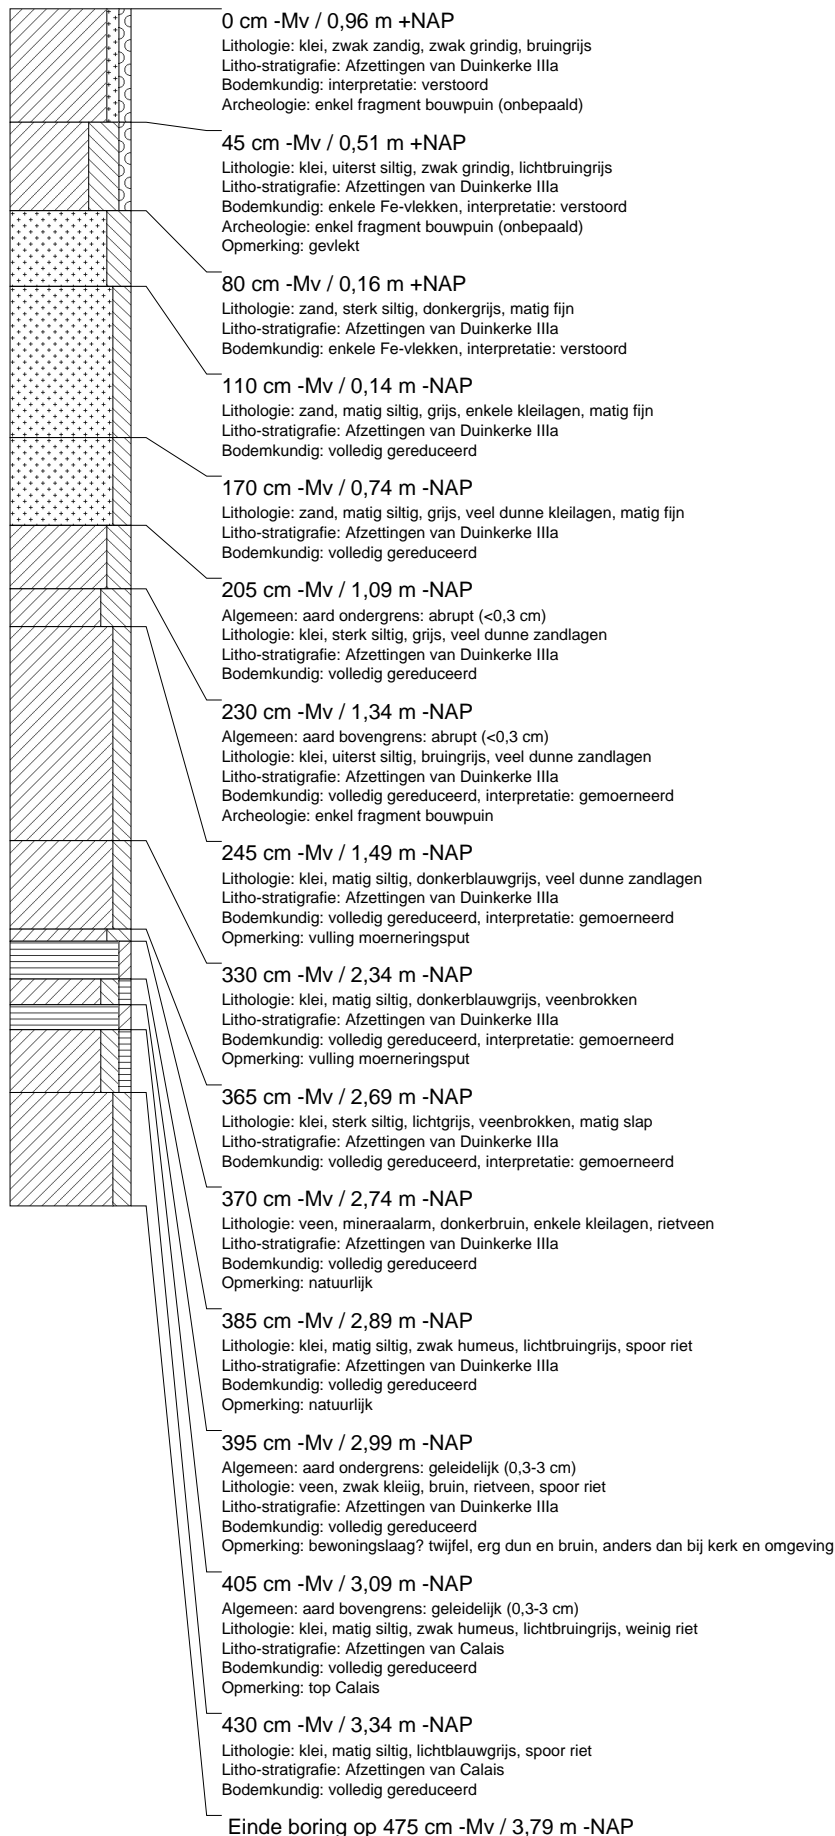 0 cm -Mv / 0,96 m +NAP
Lithologie: klei, zwak zandig, zwak grindig, bruingrijs
Litho-stratigrafie: Afzettingen van Duinkerke IIIa
Bodemkundig: interpretatie: verstoord
Archeologie: enkel fragment bouwpuin (onbepaald)
45 cm -Mv / 0,51 m +NAP
Lithologie: klei, uiterst siltig, zwak grindig, lichtbruingrijs
Litho-stratigrafie: Afzettingen van Duinkerke IIIa
Bodemkundig: enkele Fe-vlekken, interpretatie: verstoord
Archeologie: enkel fragment bouwpuin (onbepaald)
Opmerking: gevlekt
80 cm -Mv / 0,16 m +NAP
Lithologie: zand, sterk siltig, donkergrijs, matig fijn
Litho-stratigrafie: Afzettingen van Duinkerke IIIa
Bodemkundig: enkele Fe-vlekken, interpretatie: verstoord
110 cm -Mv / 0,14 m -NAP
Lithologie: zand, matig siltig, grijs, enkele kleilagen, matig fijn
Litho-stratigrafie: Afzettingen van Duinkerke IIIa
Bodemkundig: volledig gereduceerd
170 cm -Mv / 0,74 m -NAP
Lithologie: zand, matig siltig, grijs, veel dunne kleilagen, matig fijn
Litho-stratigrafie: Afzettingen van Duinkerke IIIa
Bodemkundig: volledig gereduceerd
205 cm -Mv / 1,09 m -NAP
Algemeen: aard ondergrens: abrupt (<0,3 cm)
Lithologie: klei, sterk siltig, grijs, veel dunne zandlagen
Litho-stratigrafie: Afzettingen van Duinkerke IIIa
Bodemkundig: volledig gereduceerd
230 cm -Mv / 1,34 m -NAP
Algemeen: aard bovengrens: abrupt (<0,3 cm)
Lithologie: klei, uiterst siltig, bruingrijs, veel dunne zandlagen
Litho-stratigrafie: Afzettingen van Duinkerke IIIa
Bodemkundig: volledig gereduceerd, interpretatie: gemoerneerd
Archeologie: enkel fragment bouwpuin
245 cm -Mv / 1,49 m -NAP
Lithologie: klei, matig siltig, donkerblauwgrijs, veel dunne zandlagen
Litho-stratigrafie: Afzettingen van Duinkerke IIIa
Bodemkundig: volledig gereduceerd, interpretatie: gemoerneerd
Opmerking: vulling moerneringsput
330 cm -Mv / 2,34 m -NAP
Lithologie: klei, matig siltig, donkerblauwgrijs, veenbrokken
Litho-stratigrafie: Afzettingen van Duinkerke IIIa
Bodemkundig: volledig gereduceerd, interpretatie: gemoerneerd
Opmerking: vulling moerneringsput
365 cm -Mv / 2,69 m -NAP
Lithologie: klei, sterk siltig, lichtgrijs, veenbrokken, matig slap
Litho-stratigrafie: Afzettingen van Duinkerke IIIa
Bodemkundig: volledig gereduceerd, interpretatie: gemoerneerd
370 cm -Mv / 2,74 m -NAP
Lithologie: veen, mineraalarm, donkerbruin, enkele kleilagen, rietveen
Litho-stratigrafie: Afzettingen van Duinkerke IIIa
Bodemkundig: volledig gereduceerd
Opmerking: natuurlijk
385 cm -Mv / 2,89 m -NAP
Lithologie: klei, matig siltig, zwak humeus, lichtbruingrijs, spoor riet
Litho-stratigrafie: Afzettingen van Duinkerke IIIa
Bodemkundig: volledig gereduceerd
Opmerking: natuurlijk
395 cm -Mv / 2,99 m -NAP
Algemeen: aard ondergrens: geleidelijk (0,3-3 cm)
Lithologie: veen, zwak kleiig, bruin, rietveen, spoor riet
Litho-stratigrafie: Afzettingen van Duinkerke IIIa
Bodemkundig: volledig gereduceerd
Opmerking: bewoningslaag? twijfel, erg dun en bruin, anders dan bij kerk en omgeving
405 cm -Mv / 3,09 m -NAP
Algemeen: aard bovengrens: geleidelijk (0,3-3 cm)
Lithologie: klei, matig siltig, zwak humeus, lichtbruingrijs, weinig riet
Litho-stratigrafie: Afzettingen van Calais
Bodemkundig: volledig gereduceerd
Opmerking: top Calais
430 cm -Mv / 3,34 m -NAP
Lithologie: klei, matig siltig, lichtblauwgrijs, spoor riet
Litho-stratigrafie: Afzettingen van Calais
Bodemkundig: volledig gereduceerd
Einde boring op 475 cm -Mv / 3,79 m -NAP